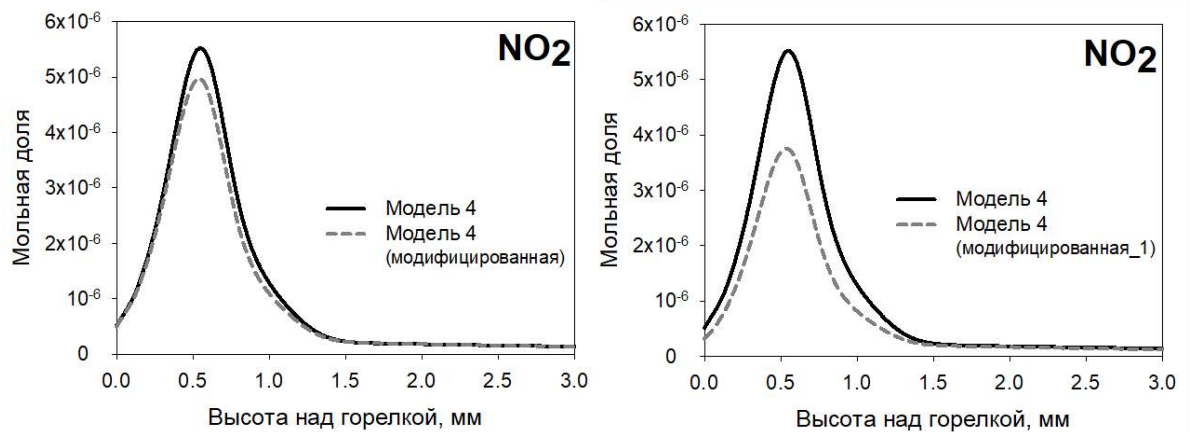 6x10-6
NO2
5x10-6
4x10-6
3x10-6
2x10-6
1x10-6
0
Мольная доля
Модель 4
Модель 4
(модифицированная)
0.0 0.5 1.0 1.5 2.0 2.5 3.0
Высота над горелкой, мм
6x10-6
NO2
5x10-6
4x10-6
3x10-6
2x10-6
10-6
0
Мольная доля
Модель 4
Модель 4
(модифицированная_1)
0.0 0.5 1.0 1.5 2.0 2.5 3.0
Высота над горелкой, мм